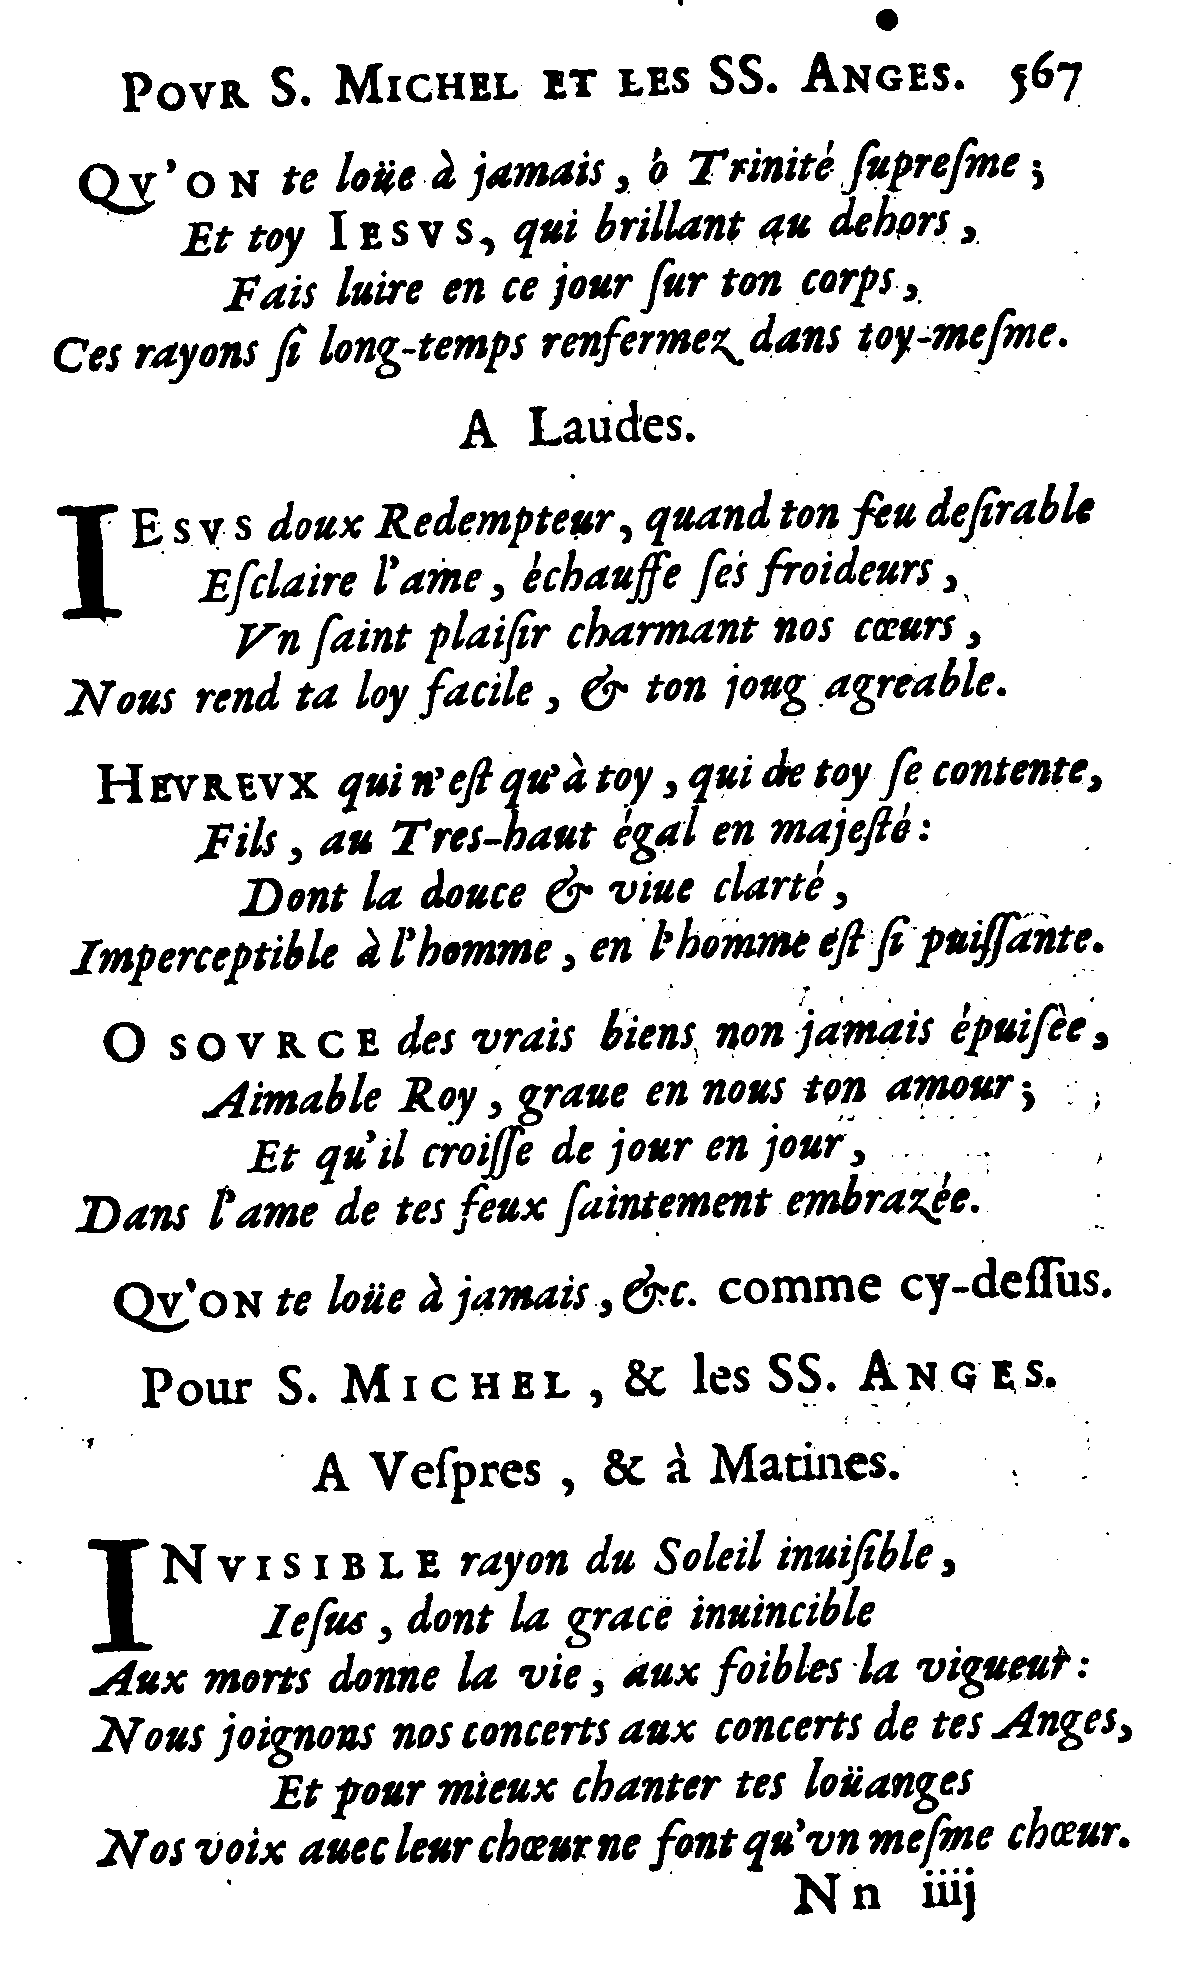 POVR S. MICHEL ET LES SS. ANGES. 567
QV'ON te loüe à jamais, ô Trinité ſupreſme;
Et toy IESVS, qui brillant au dehors,
Fais luire en ce jour ſur ton corps,
Ces rayons ſi long-temps renfermez dans toy-meſme.
A Laudes.
IESVS doux Redempteur, quand ton feu deſirable
Eſclaire l'ame, échauffe ſes froideurs,
Vn ſaint plaiſir charmant nos cœurs,
Nous rend ta loy facile, & ton joug agreable.
HEVREVX qui n'eſt qu'à toy, qui de toy ſe contente,
Fils, au Tres-haut égal en majeſté:
Dont la douce & viue clarté,
Imperceptible à l'homme, en l'homme eſt ſi puiſſante.
O SOVRCE des vrais biens non jamais épuiſée,
Aimable Roy, graue en nous ton amour;
Et qu'il croiſſe de jour en jour,
Dans l'ame de tes feux ſaintement embrazée.
QV'ON te loüe à jamais, &c. comme cy-deſſus.
Pour S. MICHEL, & les SS. ANGES.
A Veſpres, & à Matines.
INVISIBLE rayon du Soleil inuiſible,
Ieſus, dont la grace inuincible
Aux morts donne la vie, aux foibles la vigueur:
Nous joignons nos concerts aux concerts de tes Anges,
Et pour mieux chanter tes loüanges
Nos voix auec leur chœur ne font qu'vn meſme chœur.
Nn iiij